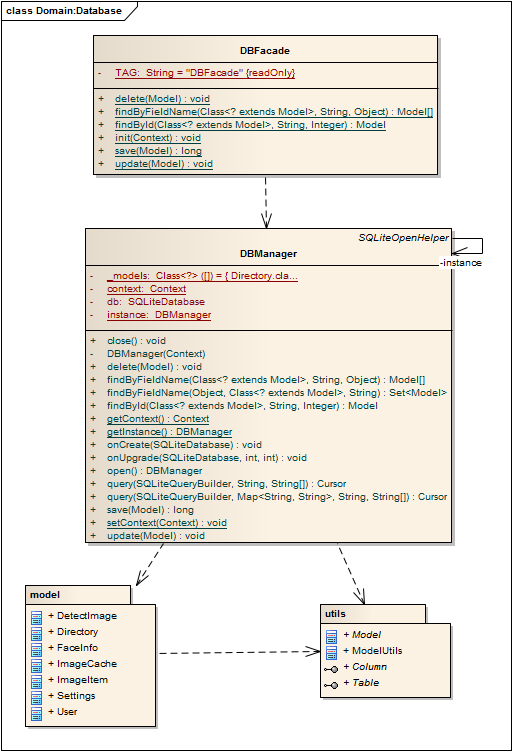 class Domain:Database
DBFacade
- TAG: String = "DBFacade" {readOnly}
+ delete(Model) : void
+ findByFieldName(Class<? extends Model>, String, Object) : Model[]
+ findById(Class<? extends Model>, String, Integer) : Model
+ init(Context) : void
+ save(Model) : long
+ update(Model) : void
SQLiteOpenHelper
DBManager
-instance
- _models: Class<?> ([]) = { Directory.cla...
- context: Context
- db: SQLiteDatabase
- instance: DBManager
+ close() : void
- DBManager(Context)
+ delete(Model) : void
+ findByFieldName(Class<? extends Model>, String, Object) : Model[]
+ findByFieldName(Object, Class<? extends Model>, String) : Set<Model>
+ findById(Class<? extends Model>, String, Integer) : Model
+ getContext() : Context
+ getInstance() : DBManager
+ onCreate(SQLiteDatabase) : void
+ onUpgrade(SQLiteDatabase, int, int) : void
+ open() : DBManager
+ query(SQLiteQueryBuilder, String, String[]) : Cursor
+ query(SQLiteQueryBuilder, Map<String, String>, String, String[]) : Cursor
+ save(Model) : long
+ setContext(Context) : void
+ update(Model) : void
model
+ DetectImage
+ Directory
+ FaceInfo
+ ImageCache
+ ImageItem
+ Settings
+ User
utils
+ Model
+ ModelUtils
+ Column
+ Table